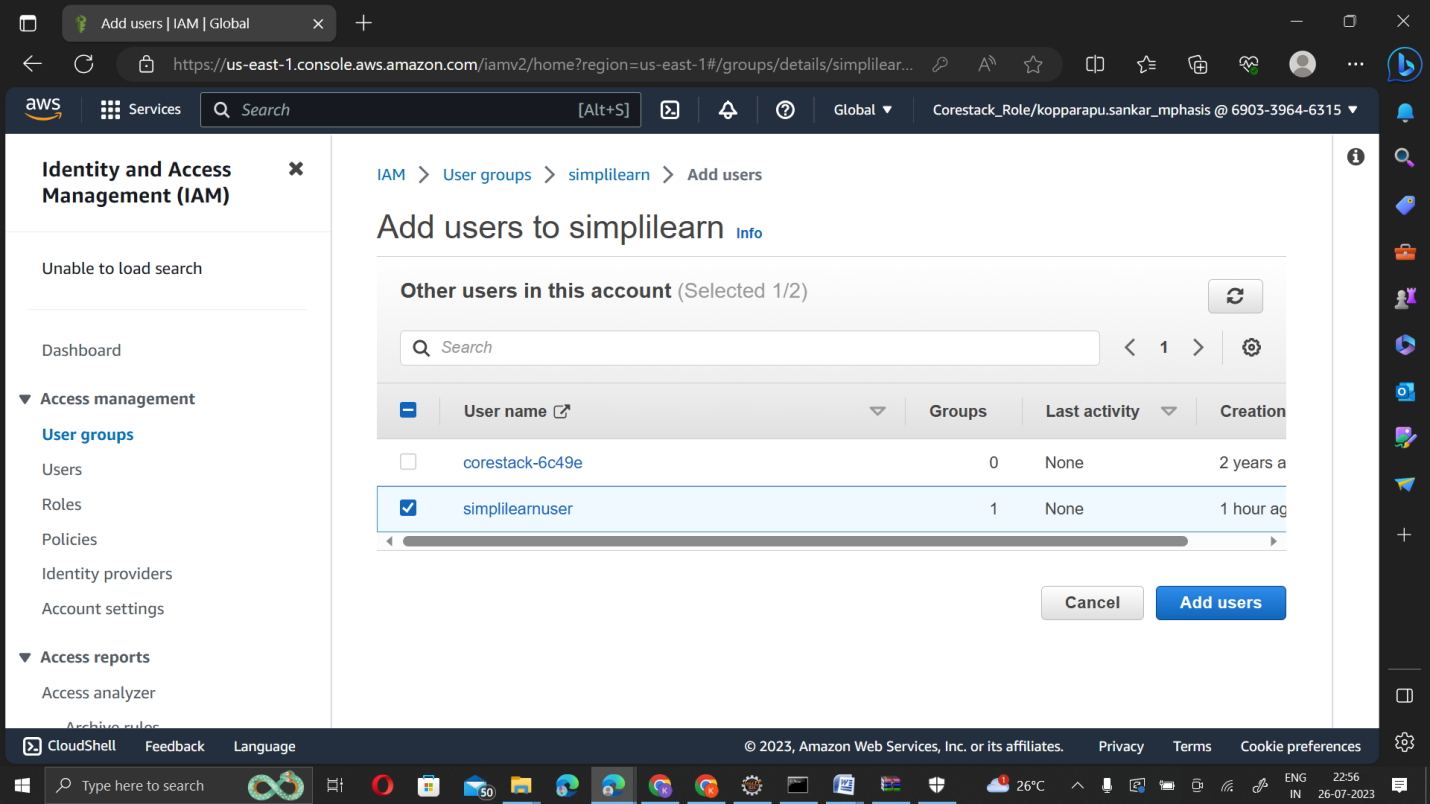 Add users | IAM | Global
https://us-east-1.console.aws.amazon.com/iamv2/home?region=us-east-1#/groups/details/simplilear...
aws
Services
Search
[Alt+S]
Global
Corestack_Role/kopparapu.sankar_mphasis @ 6903-3964-6315
Identity and Access
Management (IAM)
Unable to load search
Dashboard
Access management
User groups
Users
Roles
Policies
Identity providers
Account settings
Access reports
Access analyzer
Archive rules
IAM > User groups > simplilearn > Add users
Add users to simplilearn Info
Other users in this account (Selected 1/2)
Search
1
User name Groups Last activity Creation
corestack-6c49e 0 None 2 years a
simplilearnuser 1 None 1 hour ag
Cancel
Add users
CloudShell Feedback Language © 2023, Amazon Web Services, Inc. or its affiliates. Privacy Terms Cookie preferences
Type here to search
50
1
26°C
ENG
IN
22:56
26-07-2023